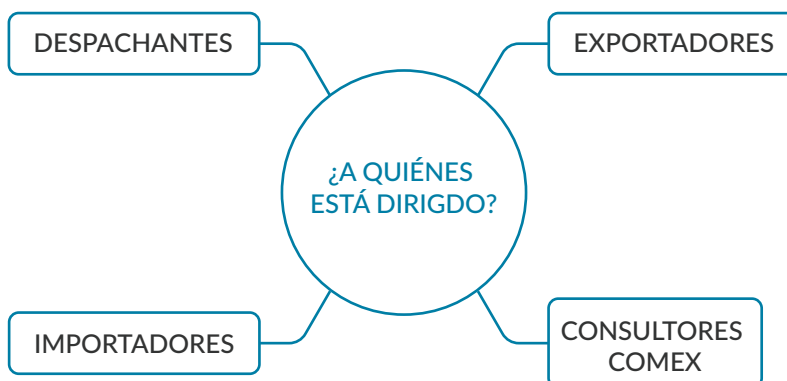 DESPACHANTES
EXPORTADORES
¿A QUIÉNES
ESTÁ DIRIGDO?
IMPORTADORES
CONSULTORES
COMEX